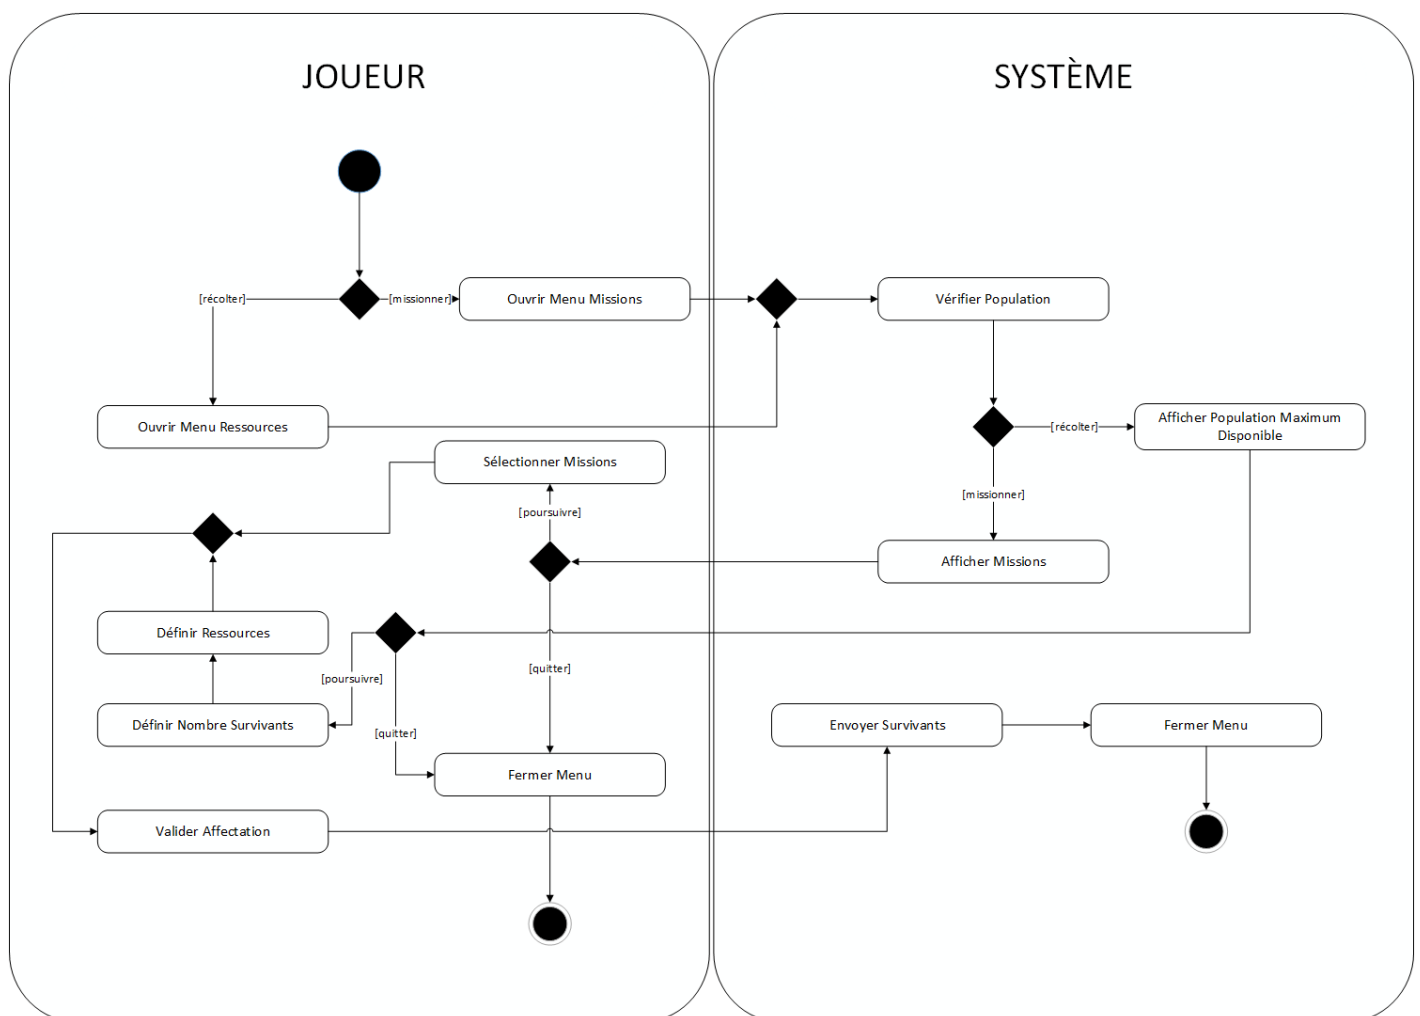 JOUEUR
SYSTÈME
[récolter]
[missionner]
Ouvrir Menu Missions
Vérifier Population
Ouvrir Menu Ressources
[récolter]
Afficher Population Maximum
Disponible
Sélectionner Missions
[poursuivre]
[missionner]
Afficher Missions
Définir Ressources
[poursuivre]
[quitter]
Définir Nombre Survivants
[quitter]
Envoyer Survivants
Fermer Menu
Fermer Menu
Valider Affectation